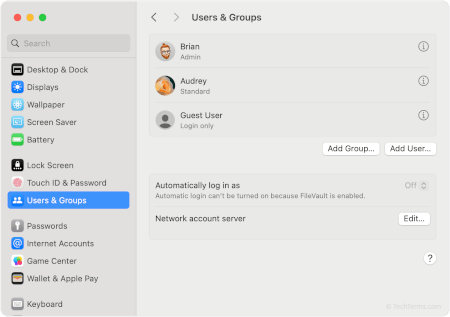 Users & Groups
Search
Desktop & Dock
Displays
Wallpaper
Screen Saver
Battery
Lock Screen
Touch ID & Password
Users & Groups
Passwords
Internet Accounts
Game Center
Wallet & Apple Pay
Keyboard
Brian
Admin
Audrey
Standard
Guest User
Login only
Add Group...
Add User...
Automatically log in as
Off
Automatic login can't be turned on because FileVault is enabled.
Network account server
Edit...
?
© TechTerms.com